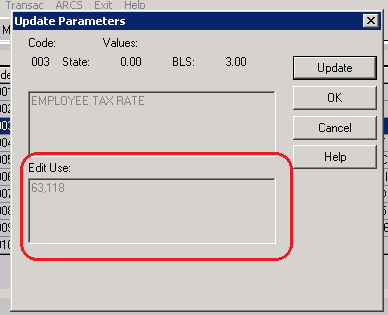 Transac ARCS Exit Help
Update Parameters
Code: Values:
003 State: 0.00 BLS: 3.00
Update
EMPLOYEE TAX RATE
OK
Cancel
Help
Edit Use:
63,118